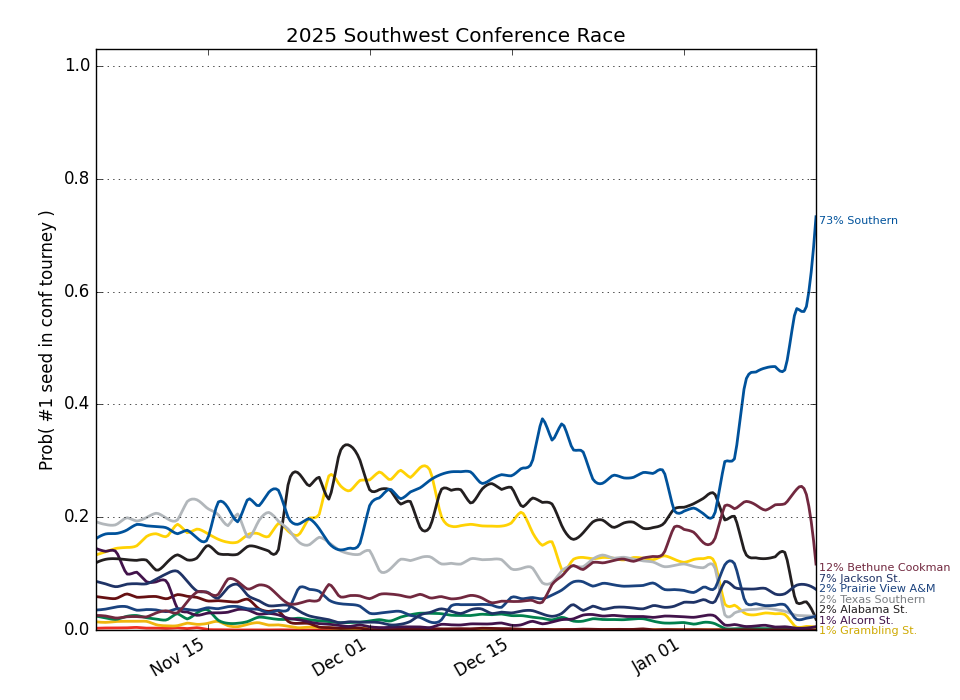 2025 Southwest Conference Race
Prob( #1 seed in conf tourney )
1.0
0.8
0.6
0.4
0.2
0.0
Nov 15
Dec 01
Dec 15
Jan 01
73% Southern
12% Bethune Cookman
7% Jackson St.
2% Prairie View A&M
2% Texas Southern
2% Alabama St.
1% Alcorn St.
1% Grambling St.